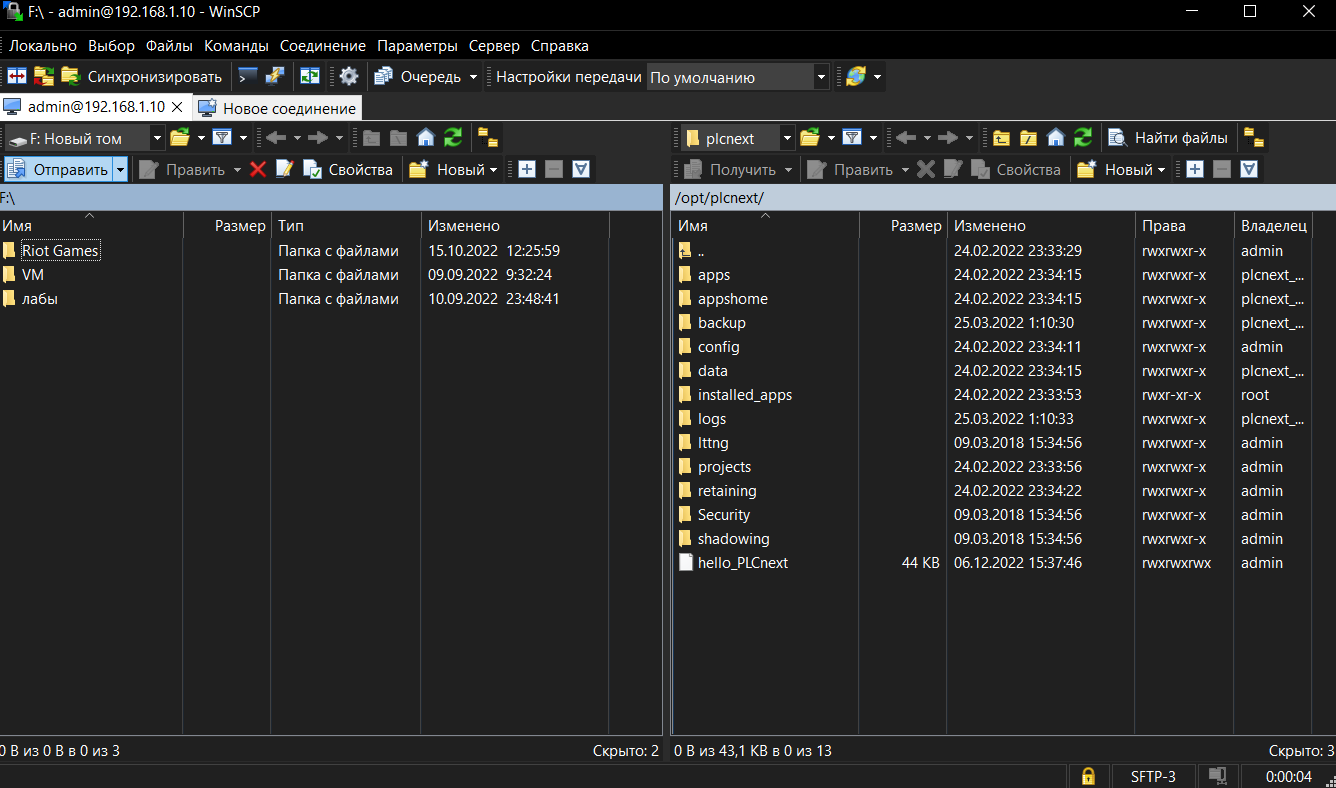 F:\ - admin@192.168.1.10 - WinSCP
Локально Выбор Файлы Команды Соединение Параметры Сервер Справка
Синхронизировать Очередь Настройки передачи По умолчанию
admin@192.168.1.10 Новое соединение
F: Новый том
Отправить Править Свойства Новый
F:\
Имя Размер Тип Изменено
Riot Games Папка с файлами 15.10.2022 12:25:59
VM Папка с файлами 09.09.2022 9:32:24
лабы Папка с файлами 10.09.2022 23:48:41
0 B из 0 B в 0 из 3 Скрыто: 2
plcnext Найти файлы
Получить Править Свойства Новый
/opt/plcnext/
Имя Размер Изменено Права Владелец
.. 24.02.2022 23:33:29 rwxrwxr-x admin
apps 24.02.2022 23:34:15 rwxrwxr-x plcnext_...
appshome 24.02.2022 23:34:15 rwxrwxr-x plcnext_...
backup 25.03.2022 1:10:30 rwxrwxr-x plcnext_...
config 24.02.2022 23:34:11 rwxrwxr-x admin
data 24.02.2022 23:34:15 rwxrwxr-x plcnext_...
installed_apps 24.02.2022 23:33:53 rwxr-xr-x root
logs 25.03.2022 1:10:33 rwxrwxr-x plcnext_...
lttng 09.03.2018 15:34:56 rwxrwxr-x admin
projects 24.02.2022 23:33:56 rwxrwxr-x admin
retaining 24.02.2022 23:34:22 rwxrwxr-x admin
Security 09.03.2018 15:34:56 rwxrwxr-x admin
shadowing 09.03.2018 15:34:56 rwxrwxr-x admin
hello_PLCnext 44 KB 06.12.2022 15:37:46 rwxrwxrwx admin
0 B из 43,1 KB в 0 из 13 Скрыто: 3
SFTP-3 0:00:04